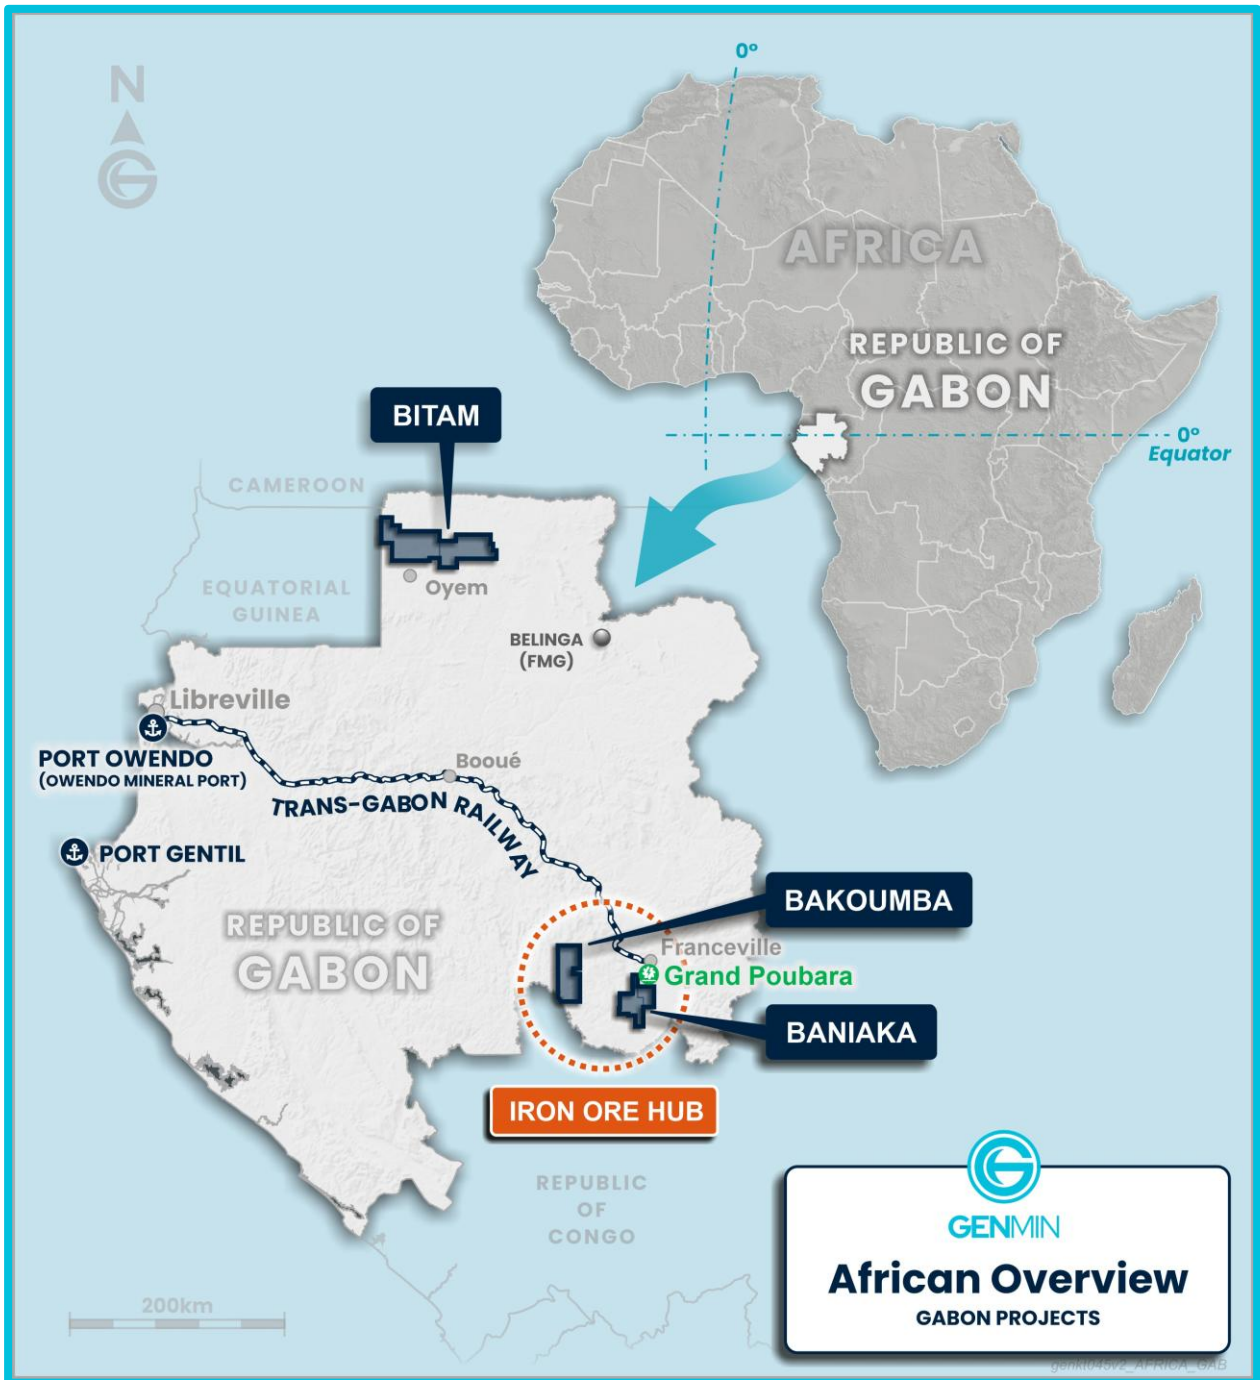 N
0°
AFRICA
REPUBLIC OF
GABON
0°
Equator
BITAM
CAMEROON
EQUATORIAL
GUINEA
Oyem
BELINGA
(FMG)
Libreville
PORT OWENDO
(OWENDO MINERAL PORT)
Booué
TRANS-GABON RAILWAY
PORT GENTIL
BAKOUMBA
REPUBLIC OF
GABON
Franceville
Grand Poubara
BANIAKA
IRON ORE HUB
REPUBLIC
OF
CONGO
200km
GENMIN
African Overview
GABON PROJECTS
genkt045v2_AFRICA_GAB